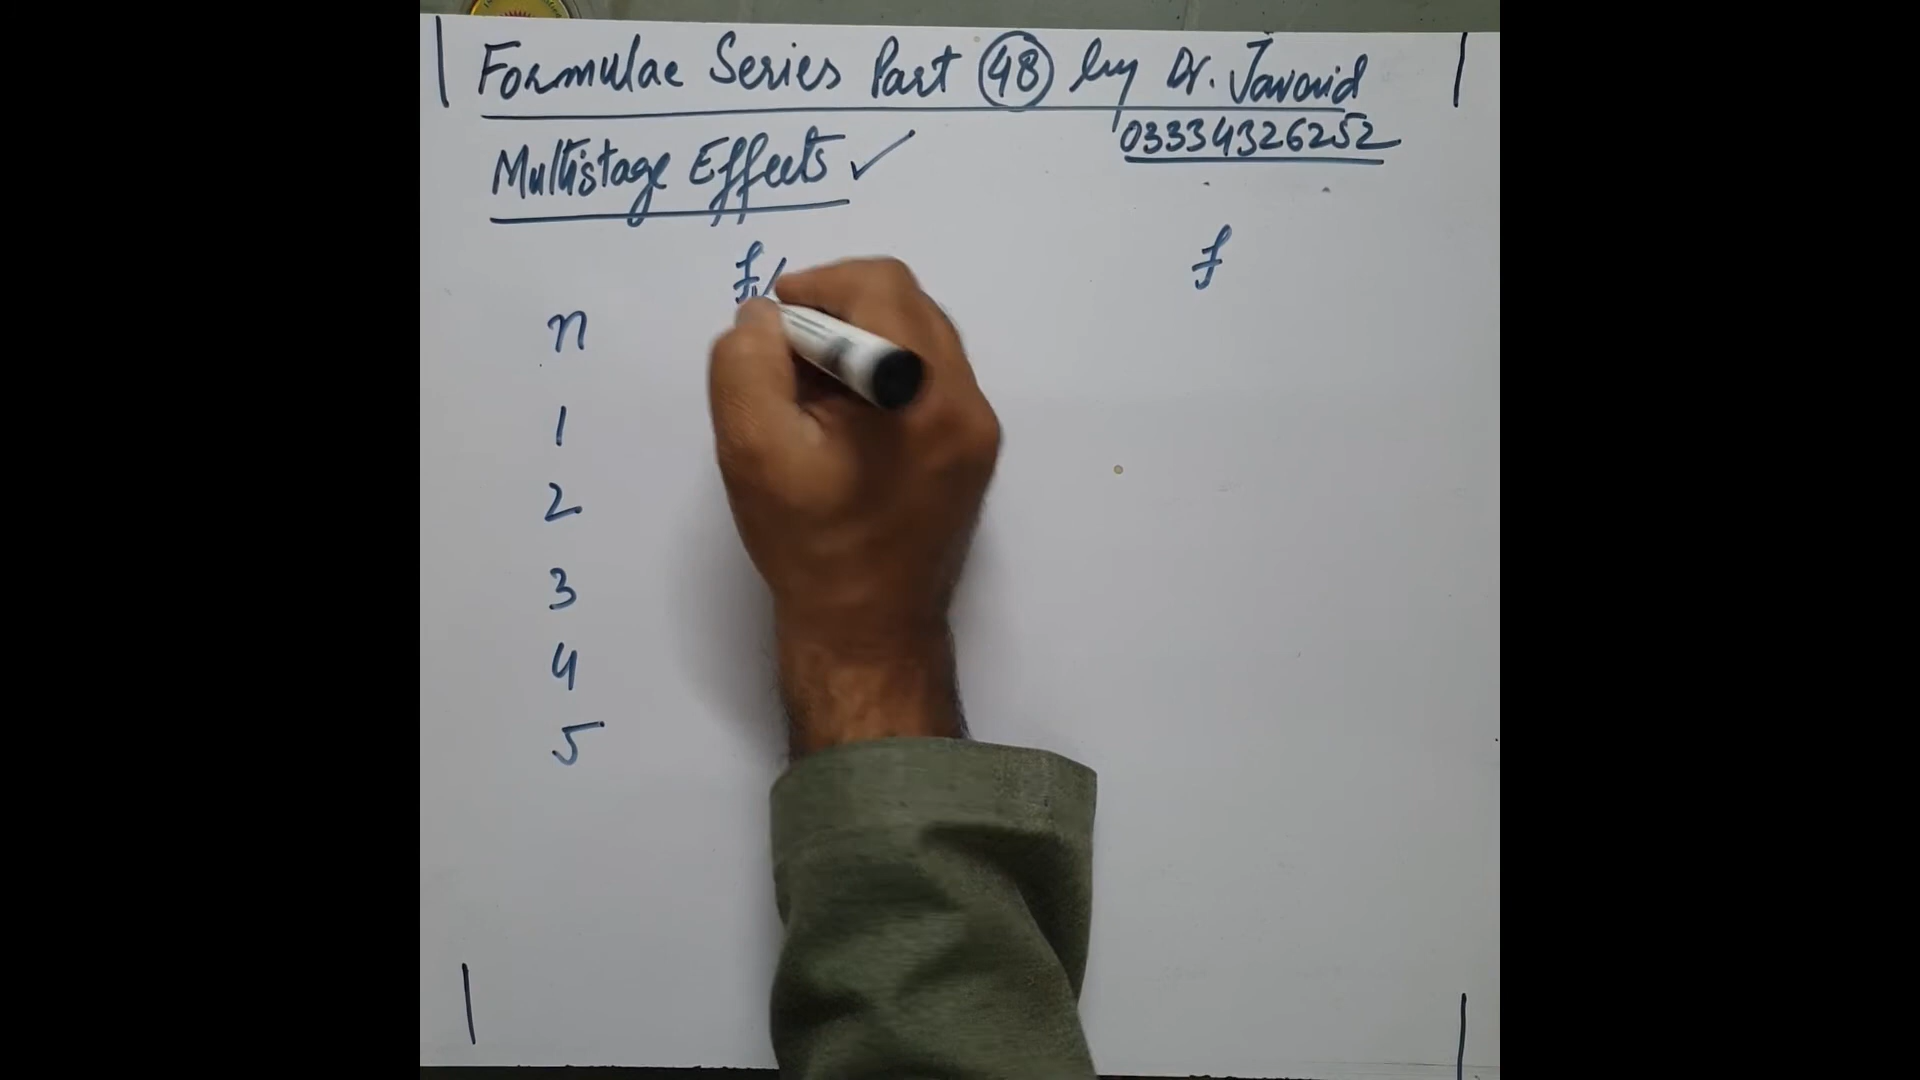 Formulae Series Part 48 by Dr. Javaid
03334326252
Multistage Effects ✓
f f
n
1
2
3
4
5